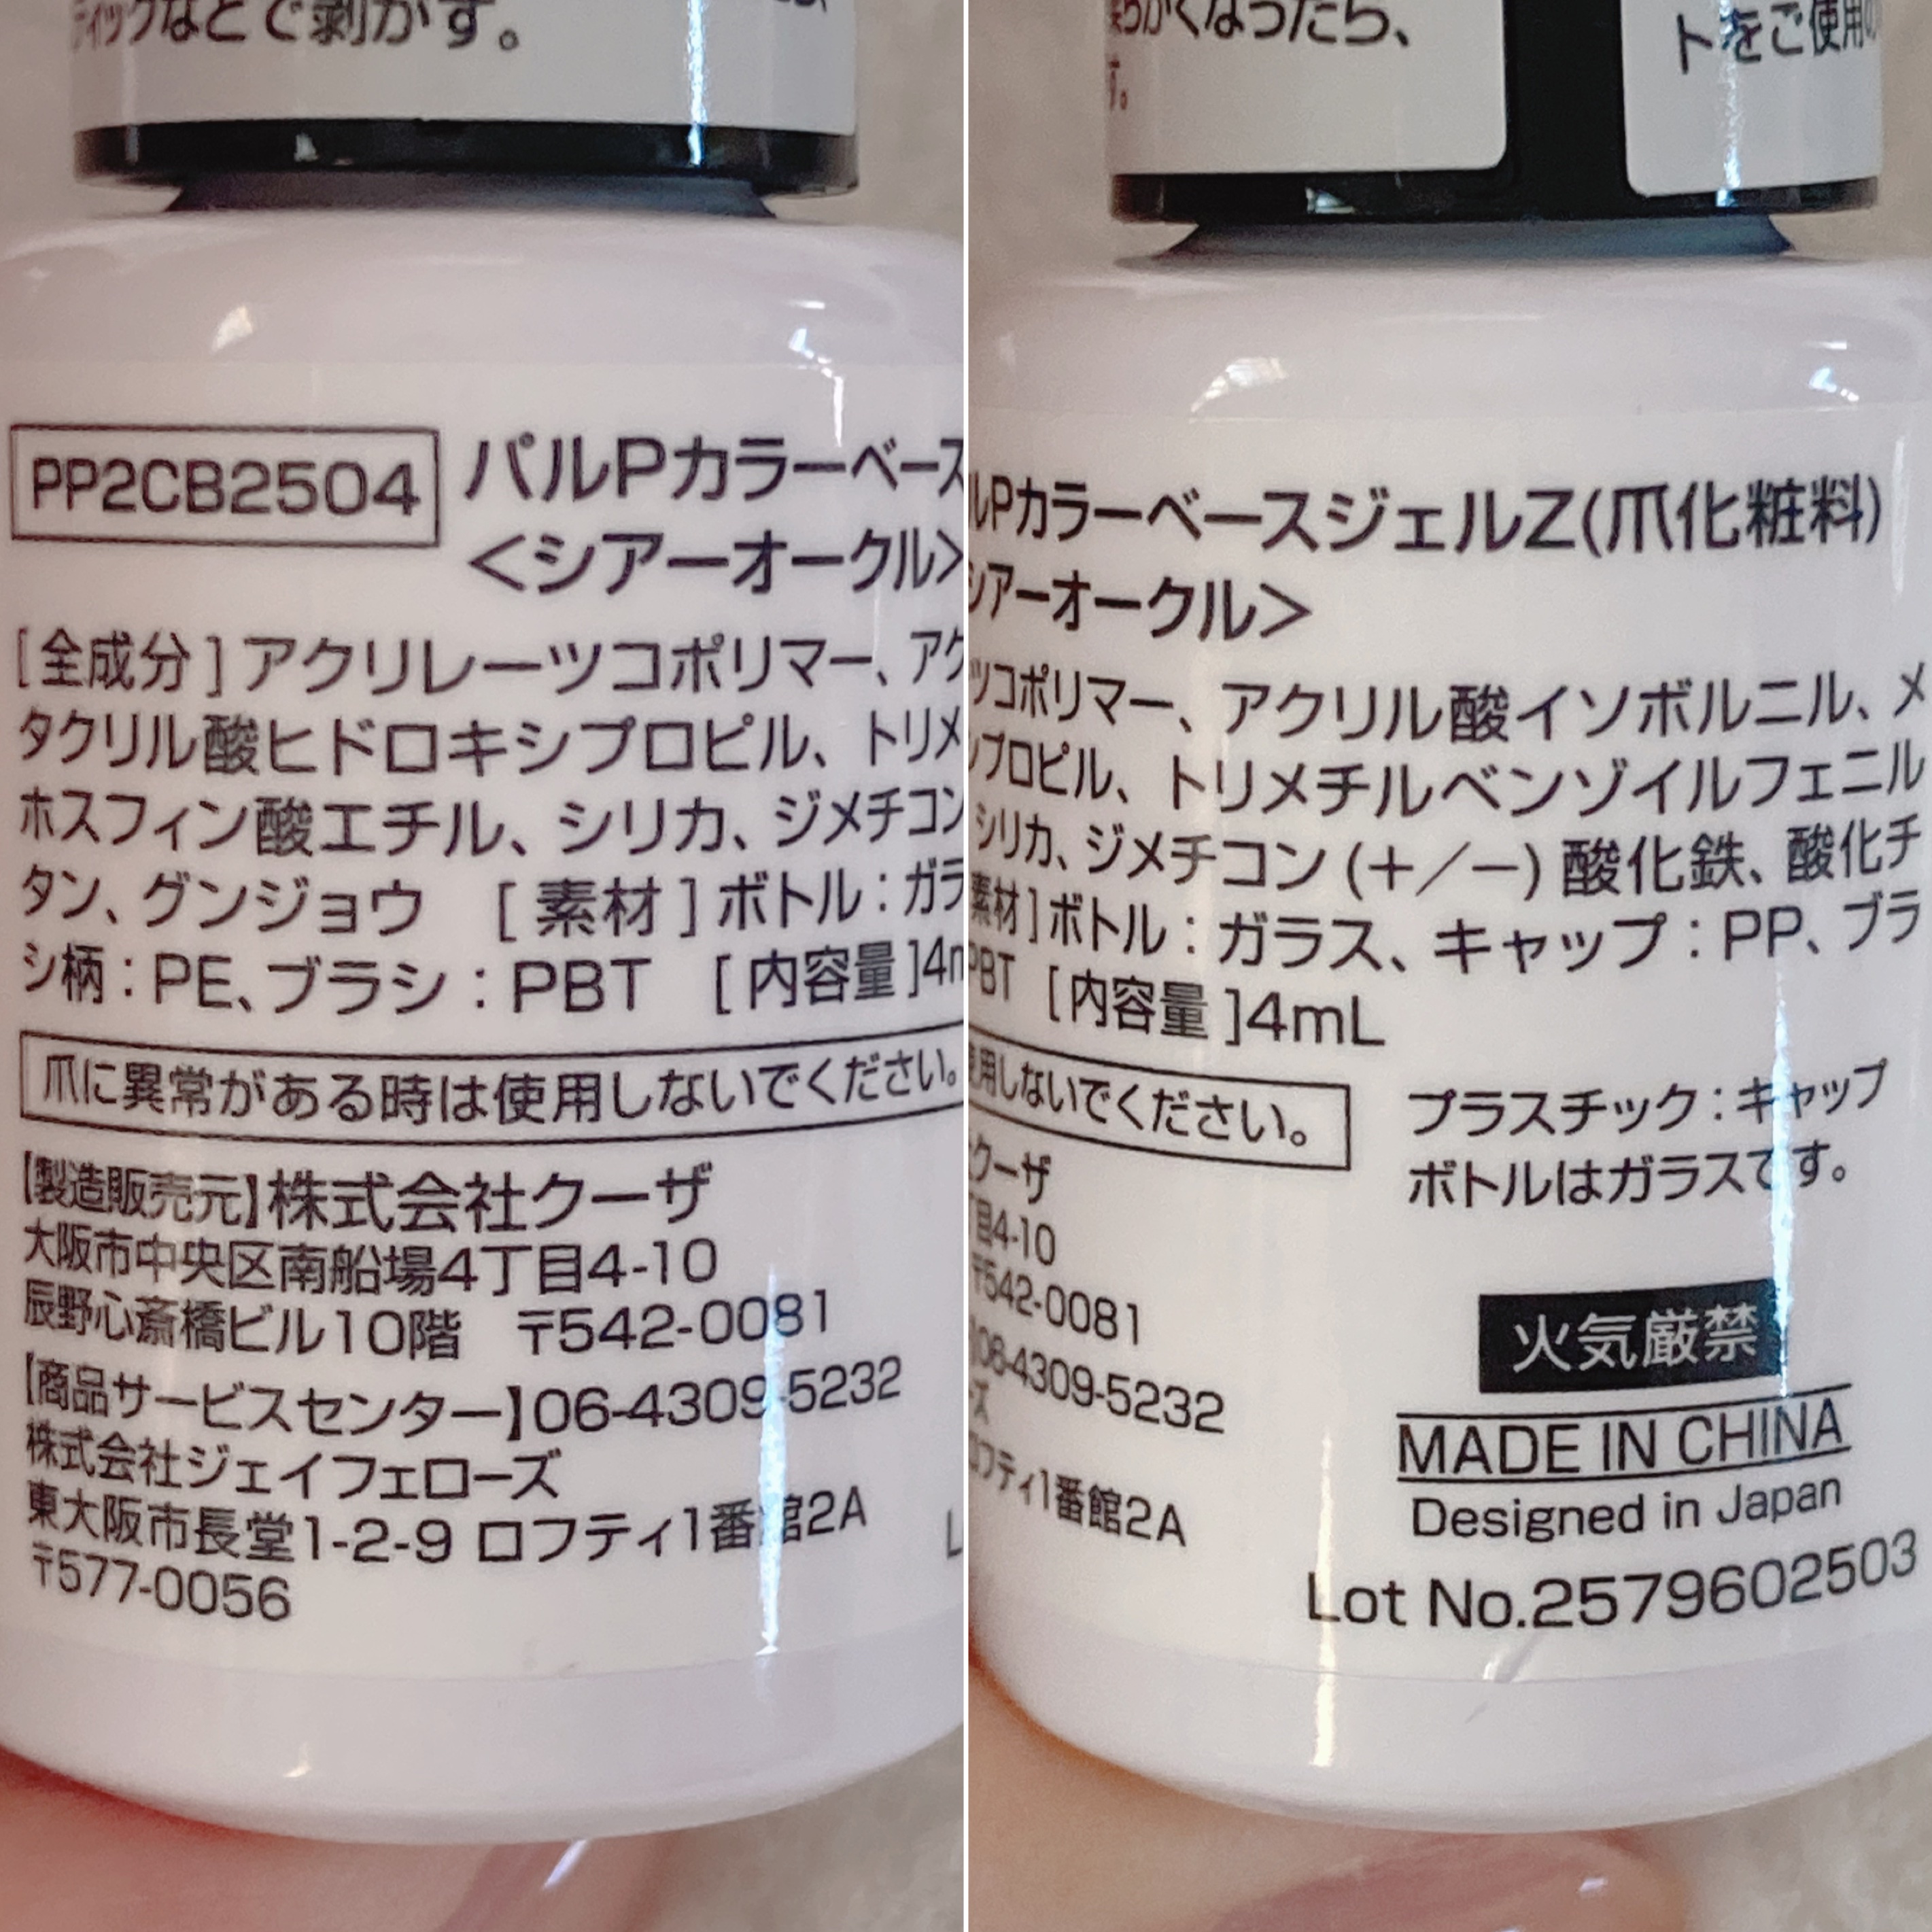 ティックなどで剥がす。
PP2CB2504
パルPカラーベース
<シアーオークル>
[全成分]アクリレーツコポリマー、アク
タクリル酸ヒドロキシプロピル、トリメ
ホスフィン酸エチル、シリカ、ジメチコン
タン、グンジョウ [素材]ボトル:ガラ
シ柄:PE、ブラシ:PBT [内容量]4m
爪に異常がある時は使用しないでください。
【製造販売元】株式会社クーザ
大阪市中央区南船場4丁目4-10
辰野心斎橋ビル10階 〒542-0081
【商品サービスセンター】06-4309-5232
株式会社ジェイフェローズ
東大阪市長堂1-2-9 ロフティ1番館2A
〒577-0056
らかくなったら、
す。
トをご使用の
ルPカラーベースジェルZ(爪化粧料)
シアーオークル>
ツコポリマー、アクリル酸イソボルニル、メ
プロピル、トリメチルベンゾイルフェニル
シリカ、ジメチコン(+/-)酸化鉄、酸化チ
素材]ボトル:ガラス、キャップ:PP、ブラ
PBT [内容量]4mL
使用しないでください。
プラスチック:キャップ
ボトルはガラスです。
クーザ
目4-10
〒542-0081
06-4309-5232
ズ
ロフティ1番館2A
火気厳禁
MADE IN CHINA
Designed in Japan
Lot No.2579602503